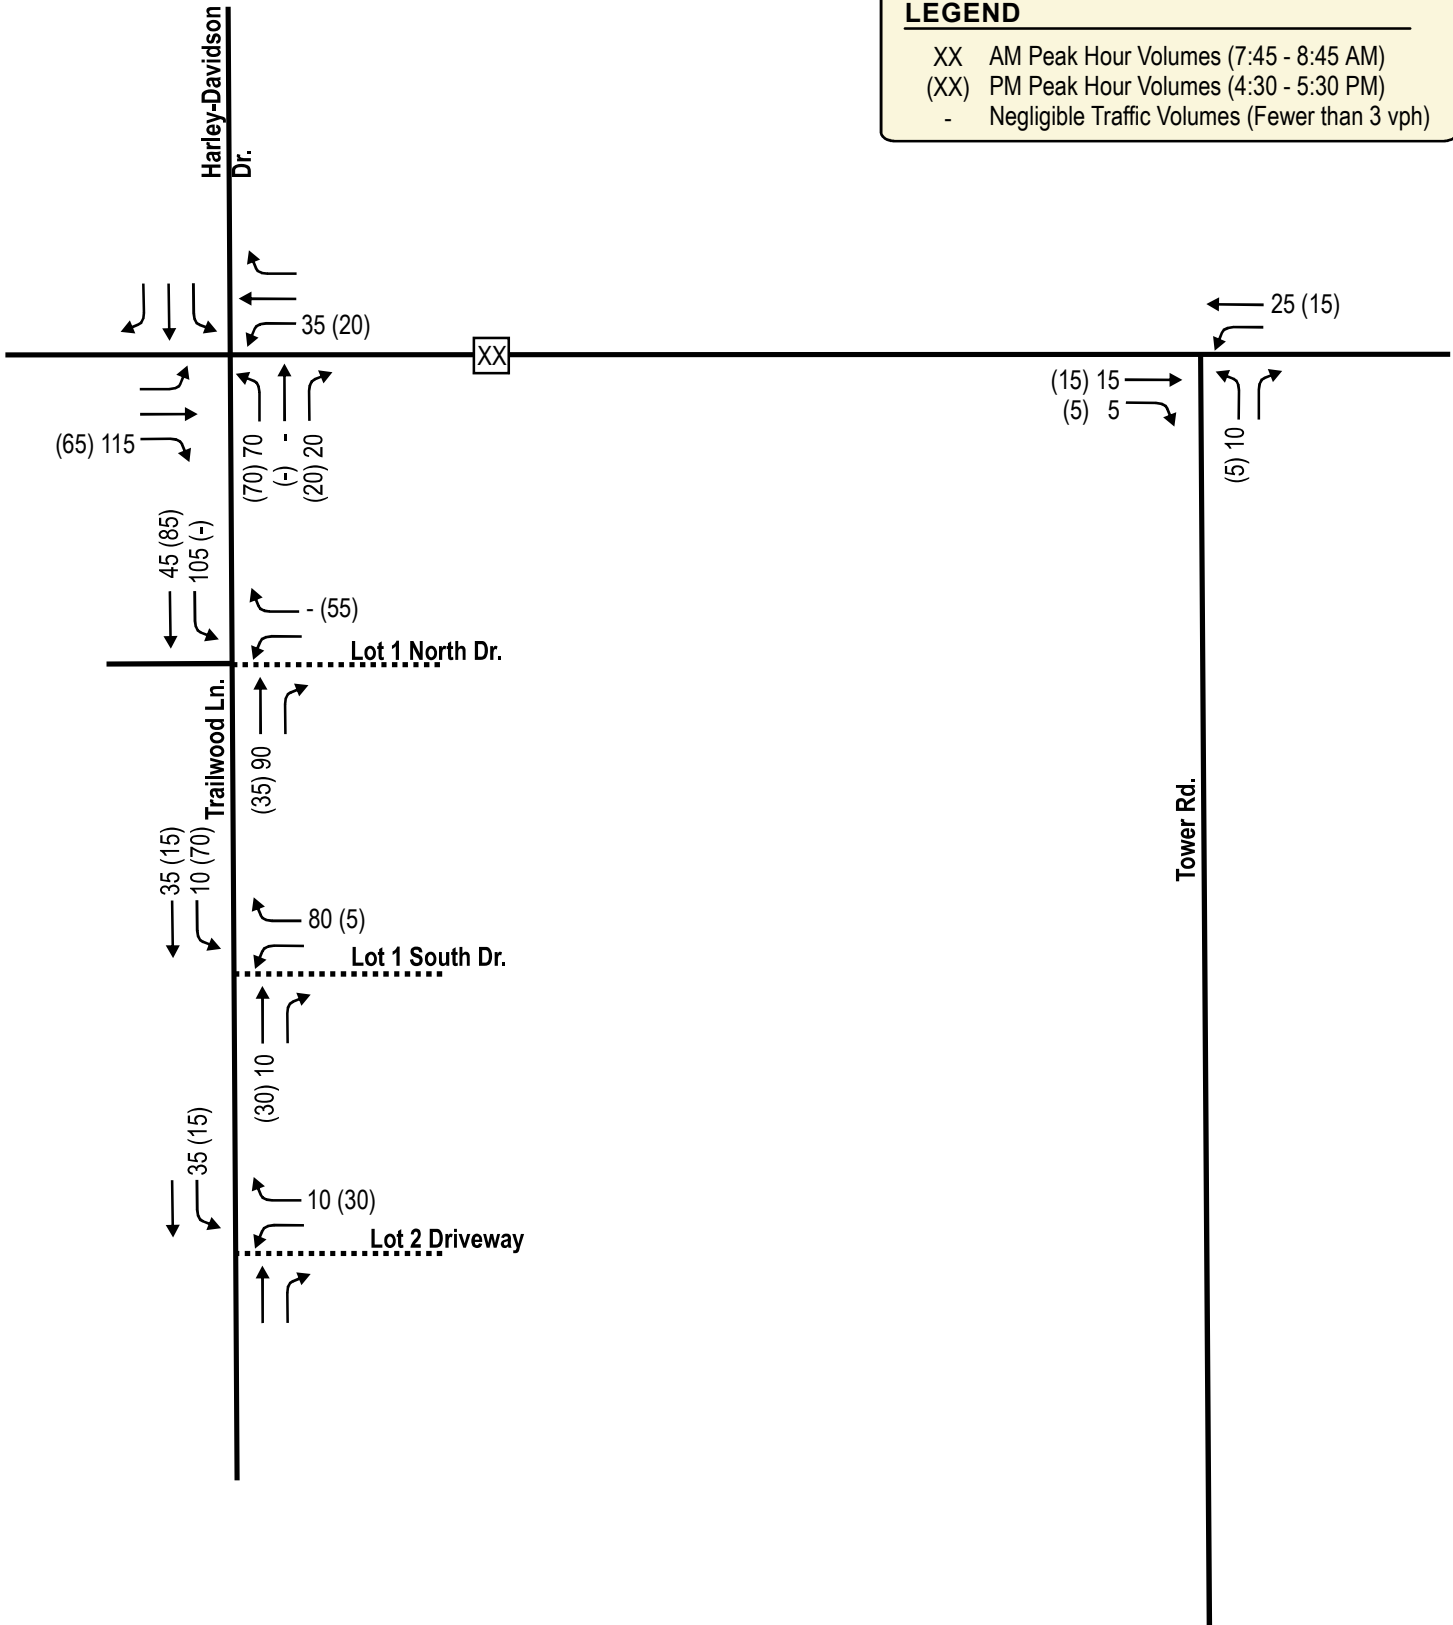 LEGEND
XX AM Peak Hour Volumes (7:45 - 8:45 AM)
(XX) PM Peak Hour Volumes (4:30 - 5:30 PM)
- Negligible Traffic Volumes (Fewer than 3 vph)
Harley-Davidson
Dr.
35 (20)
XX
25 (15)
(65) 115
(70) 70
(-) -
(20) 20
(15) 15
(5) 5
(5) 10
45 (85)
105 (-)
- (55)
Lot 1 North Dr.
Trailwood Ln.
(35) 90
Tower Rd.
35 (15)
10 (70)
80 (5)
Lot 1 South Dr.
(30) 10
35 (15)
10 (30)
Lot 2 Driveway